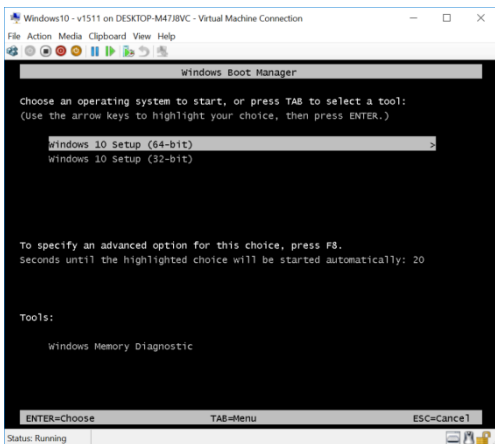 Windows10 - v1511 on DESKTOP-M47J8VC - Virtual Machine Connection
File Action Media Clipboard View Help
Windows Boot Manager
Choose an operating system to start, or press TAB to select a tool:
(Use the arrow keys to highlight your choice, then press ENTER.)
Windows 10 Setup (64-bit) >
Windows 10 Setup (32-bit)
To specify an advanced option for this choice, press F8.
Seconds until the highlighted choice will be started automatically: 20
Tools:
Windows Memory Diagnostic
ENTER=Choose TAB=Menu ESC=Cancel
Status: Running